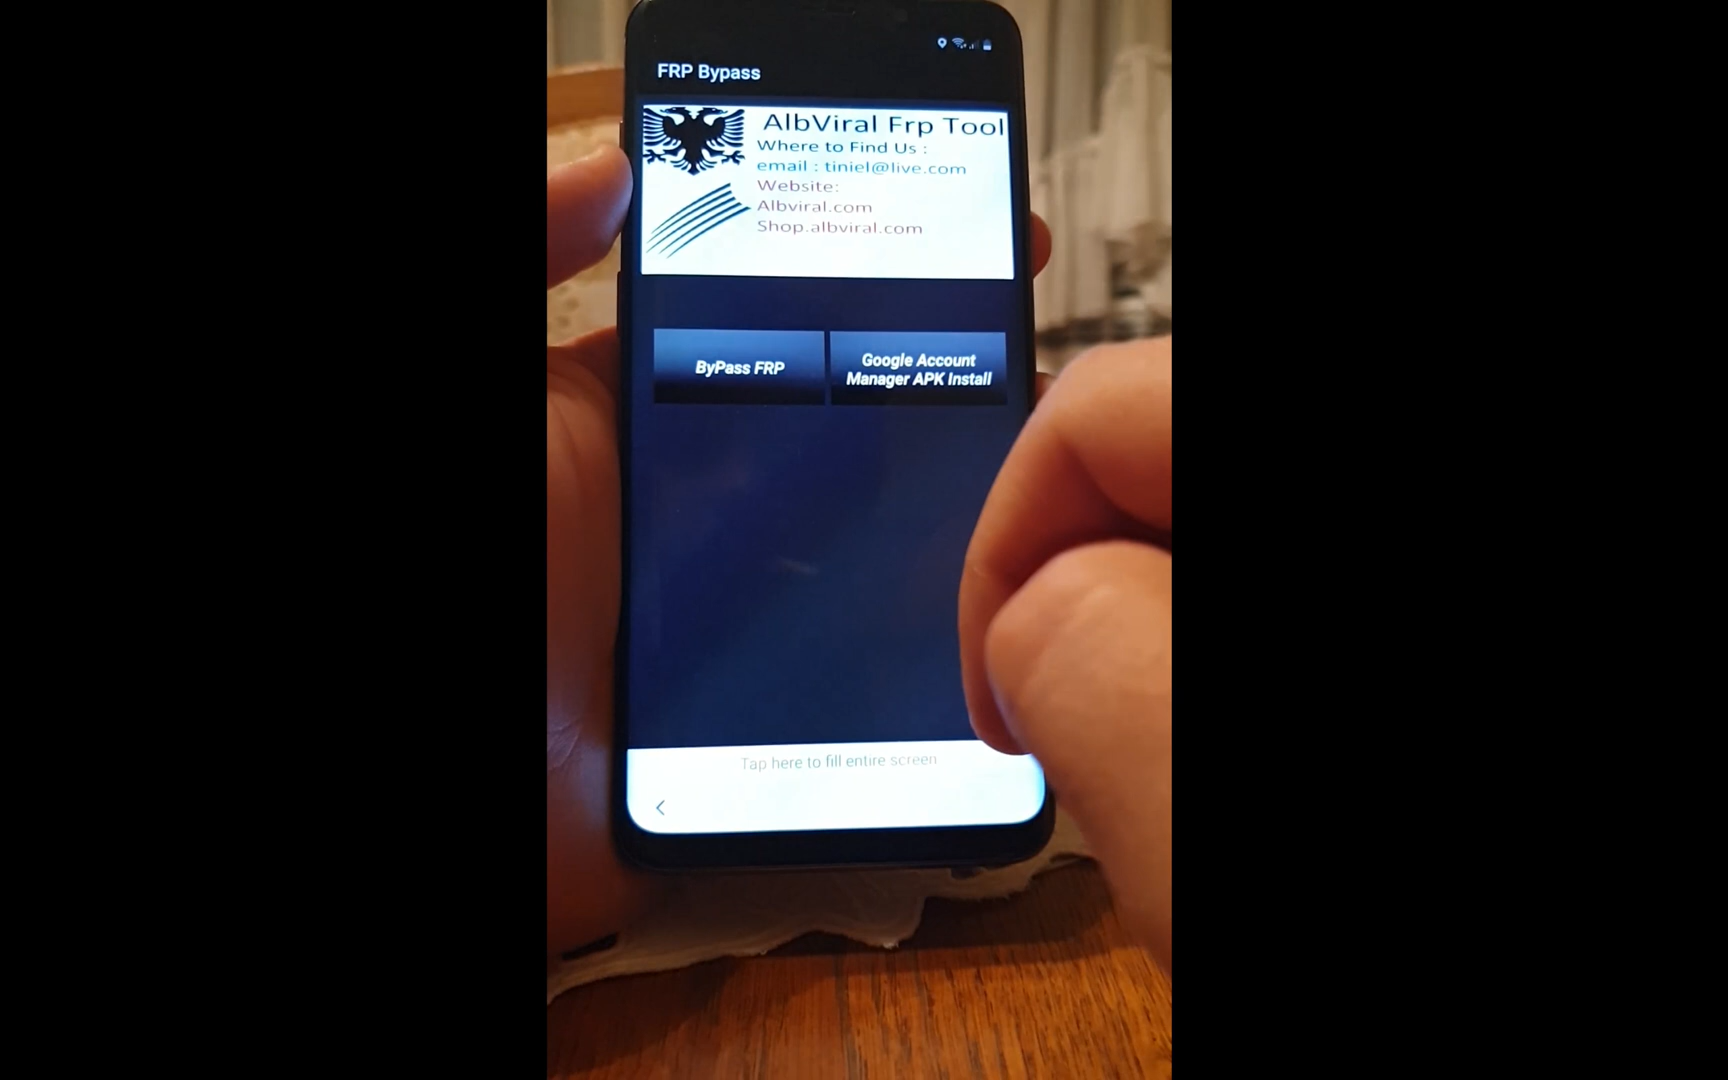 FRP Bypass
AlbViral Frp Tool
Where to Find Us :
email : tiniel@live.com
Website:
Albviral.com
Shop.albviral.com
ByPass FRP
Google Account
Manager APK Install
Tap here to fill entire screen